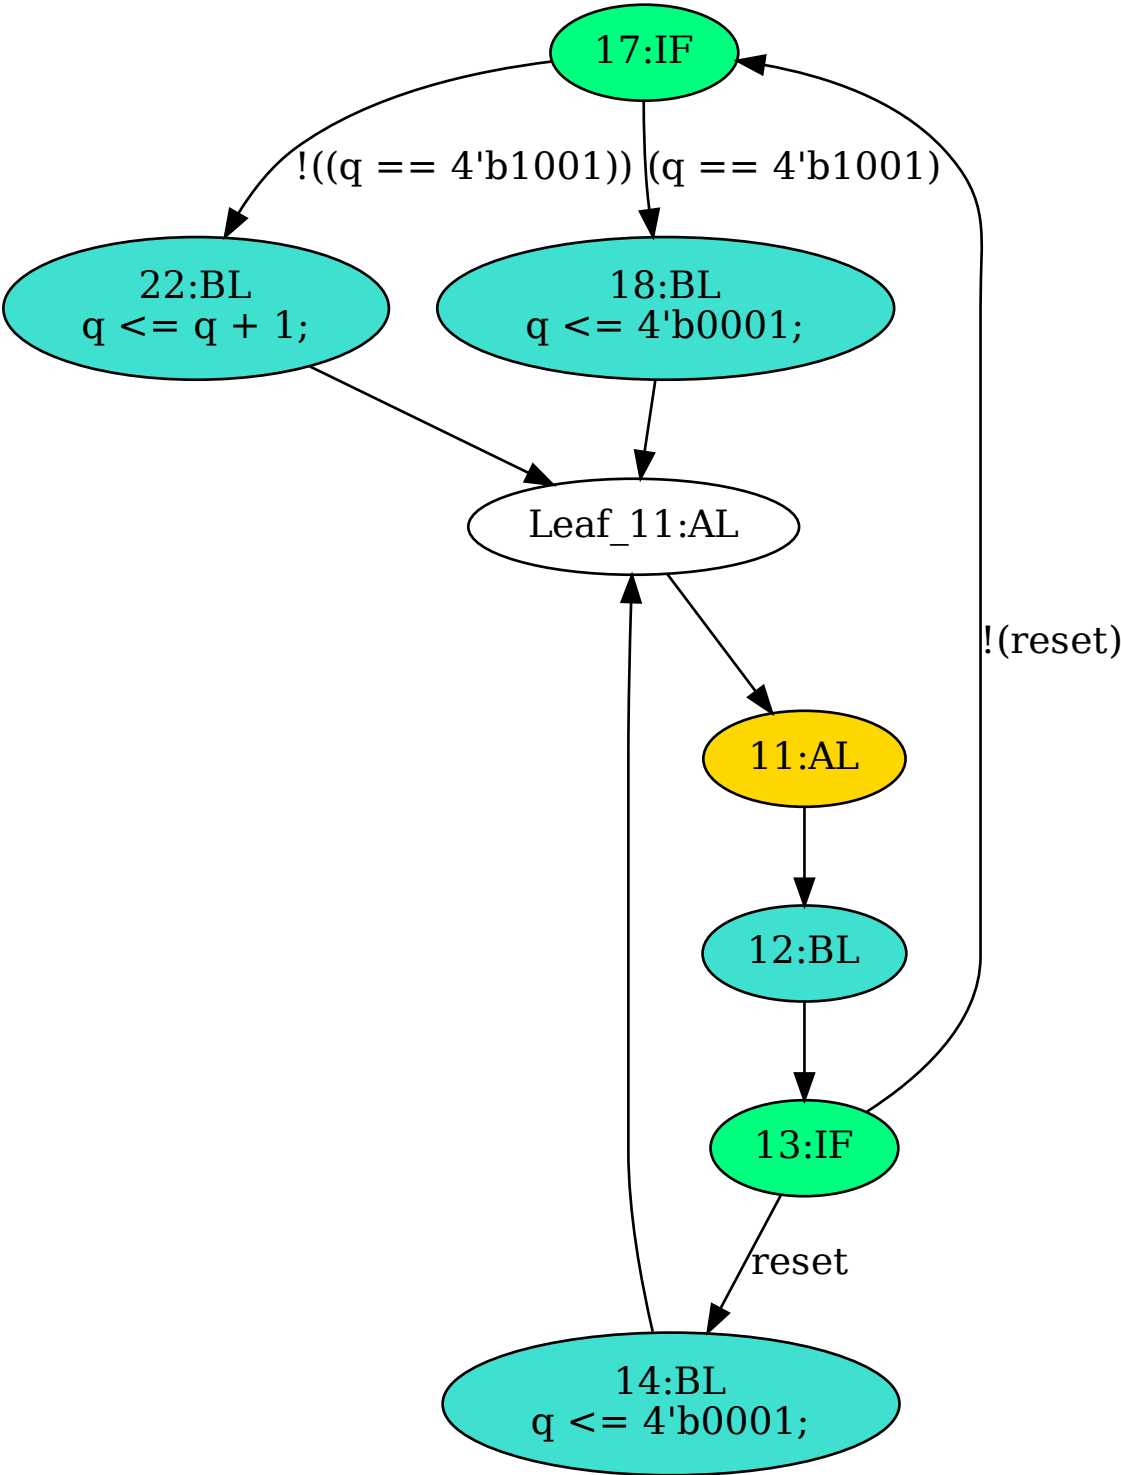 17:IF
!((q == 4'b1001))
(q == 4'b1001)
22:BL
q <= q + 1;
18:BL
q <= 4'b0001;
Leaf_11:AL
!(reset)
11:AL
12:BL
13:IF
reset
14:BL
q <= 4'b0001;